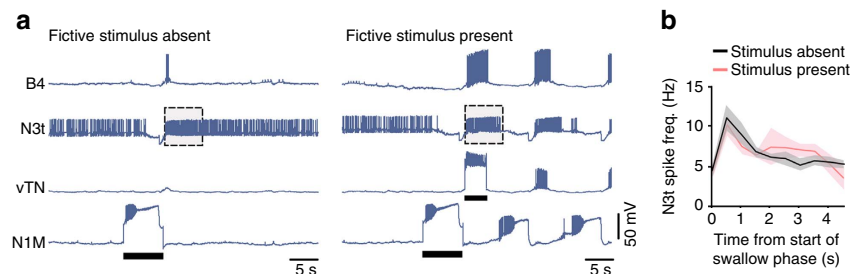 a
Fictive stimulus absent
Fictive stimulus present
B4
N3t
vTN
N1M
5 s
5 s
50 mV
b
Stimulus absent
Stimulus present
N3t spike freq. (Hz)
15
10
5
0
0 1 2 3 4
Time from start of
swallow phase (s)